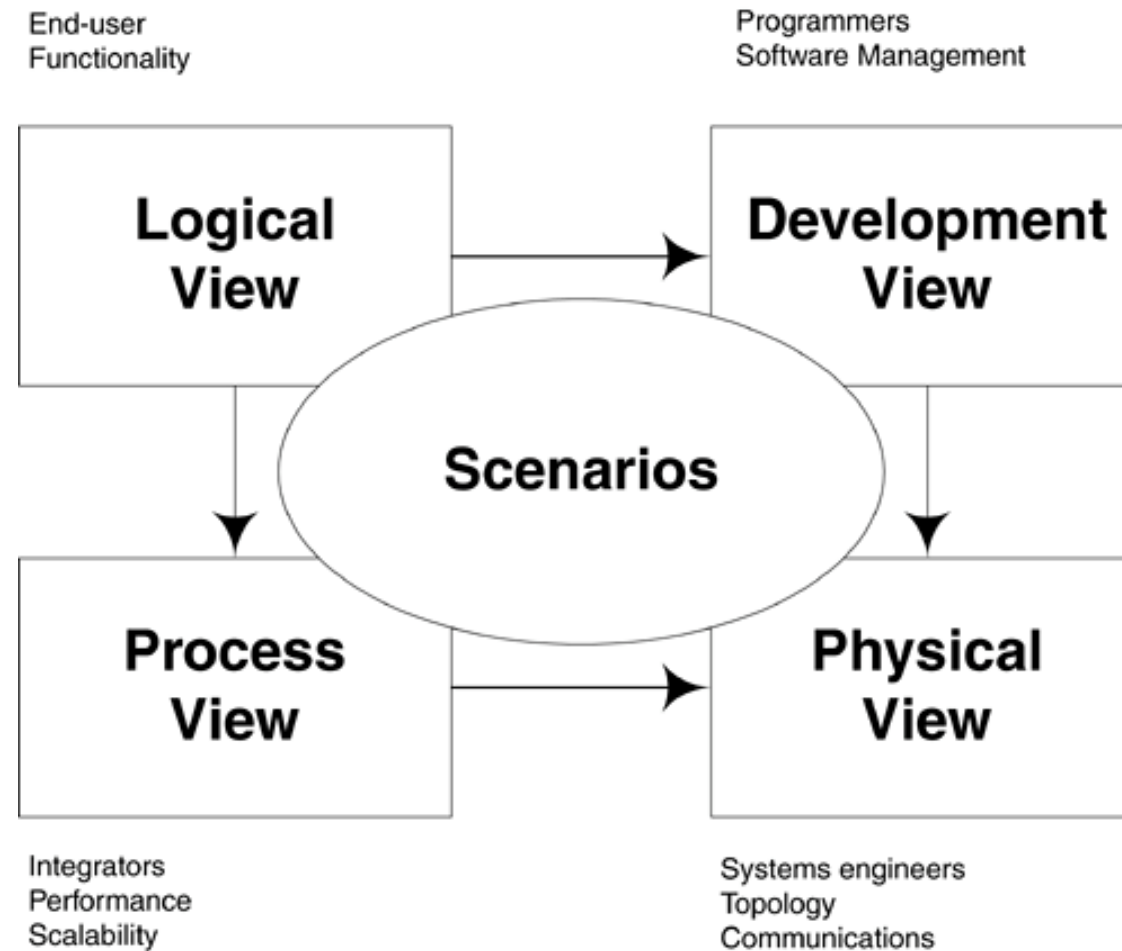 End-user
Functionality
Programmers
Software Management
Logical
View
Development
View
Scenarios
Process
View
Physical
View
Integrators
Performance
Scalability
Systems engineers
Topology
Communications